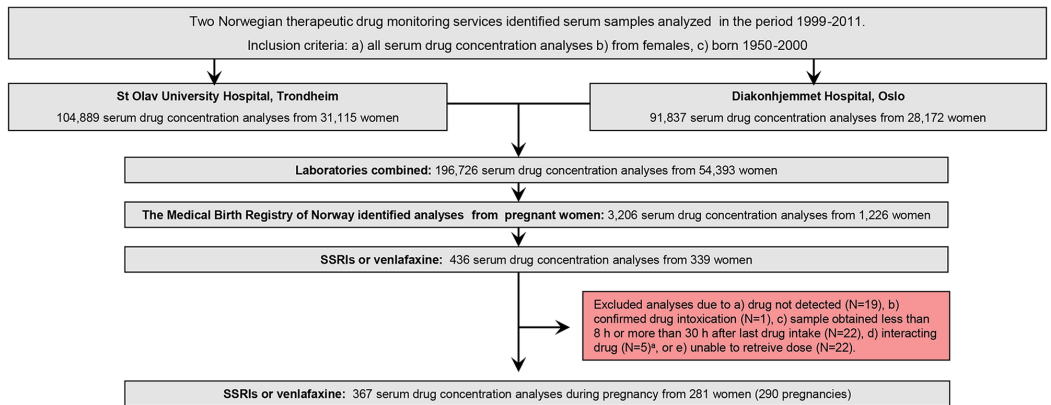 Two Norwegian therapeutic drug monitoring services identified serum samples analyzed in the period 1999-2011.
Inclusion criteria: a) all serum drug concentration analyses b) from females, c) born 1950-2000
St Olav University Hospital, Trondheim
104,889 serum drug concentration analyses from 31,115 women
Diakonhjemmet Hospital, Oslo
91,837 serum drug concentration analyses from 28,172 women
Laboratories combined: 196,726 serum drug concentration analyses from 54,393 women
The Medical Birth Registry of Norway identified analyses from pregnant women: 3,206 serum drug concentration analyses from 1,226 women
SSRIs or venlafaxine: 436 serum drug concentration analyses from 339 women
Excluded analyses due to a) drug not detected (N=19), b)
confirmed drug intoxication (N=1), c) sample obtained less than
8 h or more than 30 h after last drug intake (N=22), d) interacting
drug (N=5)ᵃ, or e) unable to retreive dose (N=22).
SSRIs or venlafaxine: 367 serum drug concentration analyses during pregnancy from 281 women (290 pregnancies)